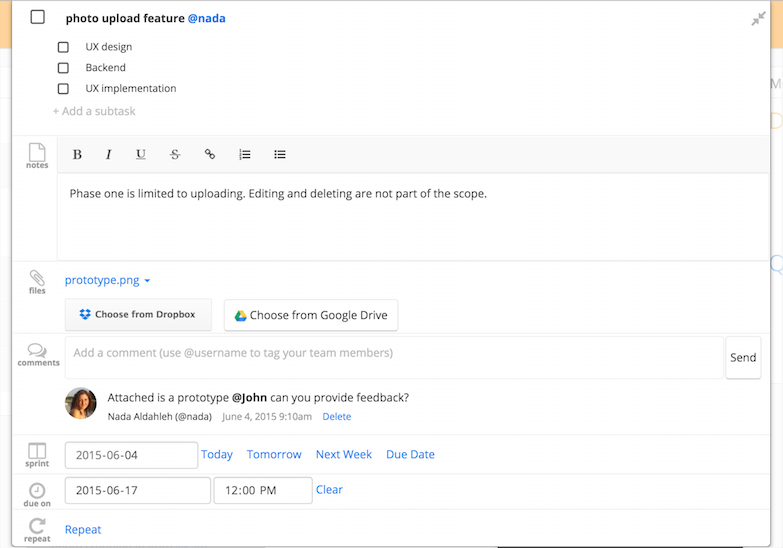 photo upload feature @nada
UX design
Backend
UX implementation
+ Add a subtask
notes
B I U S
Phase one is limited to uploading. Editing and deleting are not part of the scope.
files
prototype.png
Choose from Dropbox
Choose from Google Drive
comments
Add a comment (use @username to tag your team members)
Send
Attached is a prototype @John can you provide feedback?
Nada Aldahleh (@nada) June 4, 2015 9:10am Delete
sprint
2015-06-04 Today Tomorrow Next Week Due Date
due on
2015-06-17 12:00 PM Clear
repeat
Repeat